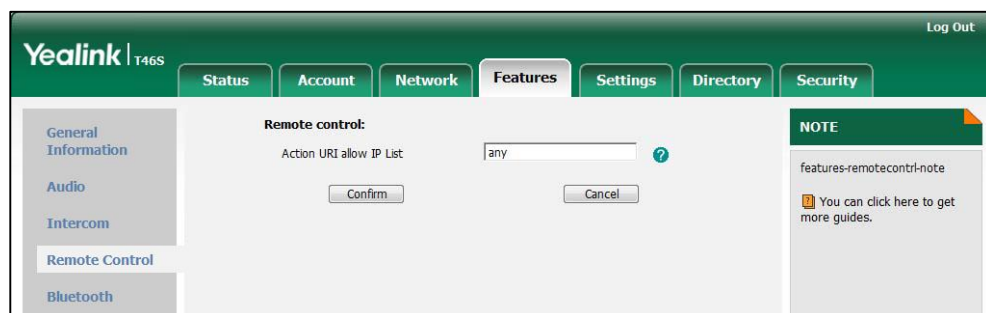 Log Out
Yealink | T46S
Status Account Network Features Settings Directory Security
General
Information
Audio
Intercom
Remote Control
Bluetooth
Remote control:
Action URI allow IP List any ?
Confirm Cancel
NOTE
features-remotecontrl-note
? You can click here to get
more guides.